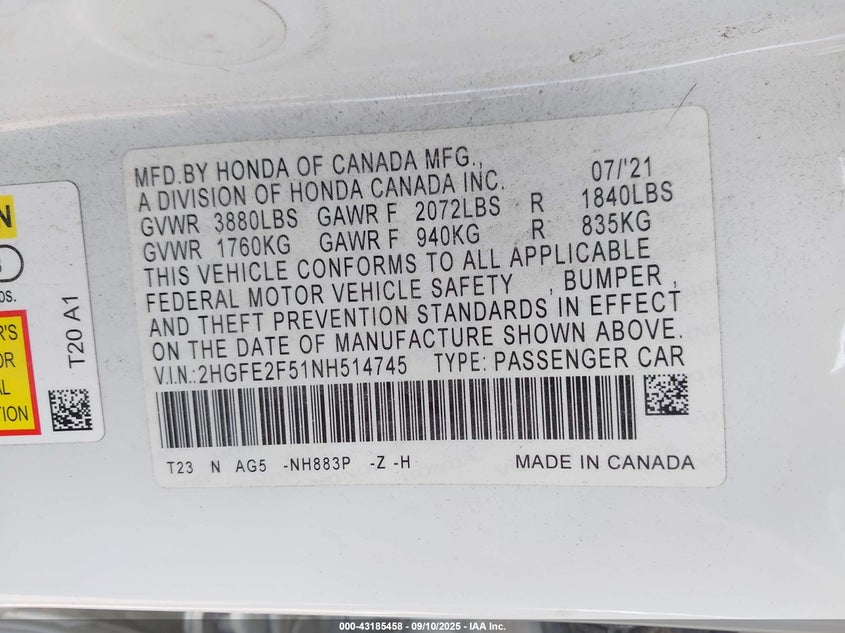 MFD.BY HONDA OF CANADA MFG., 07/'21
A DIVISION OF HONDA CANADA INC.
GVWR 3880LBS GAWR F 2072LBS R 1840LBS
GVWR 1760KG GAWR F 940KG R 835KG
THIS VEHICLE CONFORMS TO ALL APPLICABLE
FEDERAL MOTOR VEHICLE SAFETY , BUMPER ,
AND THEFT PREVENTION STANDARDS IN EFFECT
ON THE DATE OF MANUFACTURE SHOWN ABOVE.
V.I.N.:2HGFE2F51NH514745 TYPE: PASSENGER CAR
T23 N AG5 -NH883P -Z -H MADE IN CANADA
T20 A1
TION
000-43185458 - 09/10/2025 - IAA Inc.